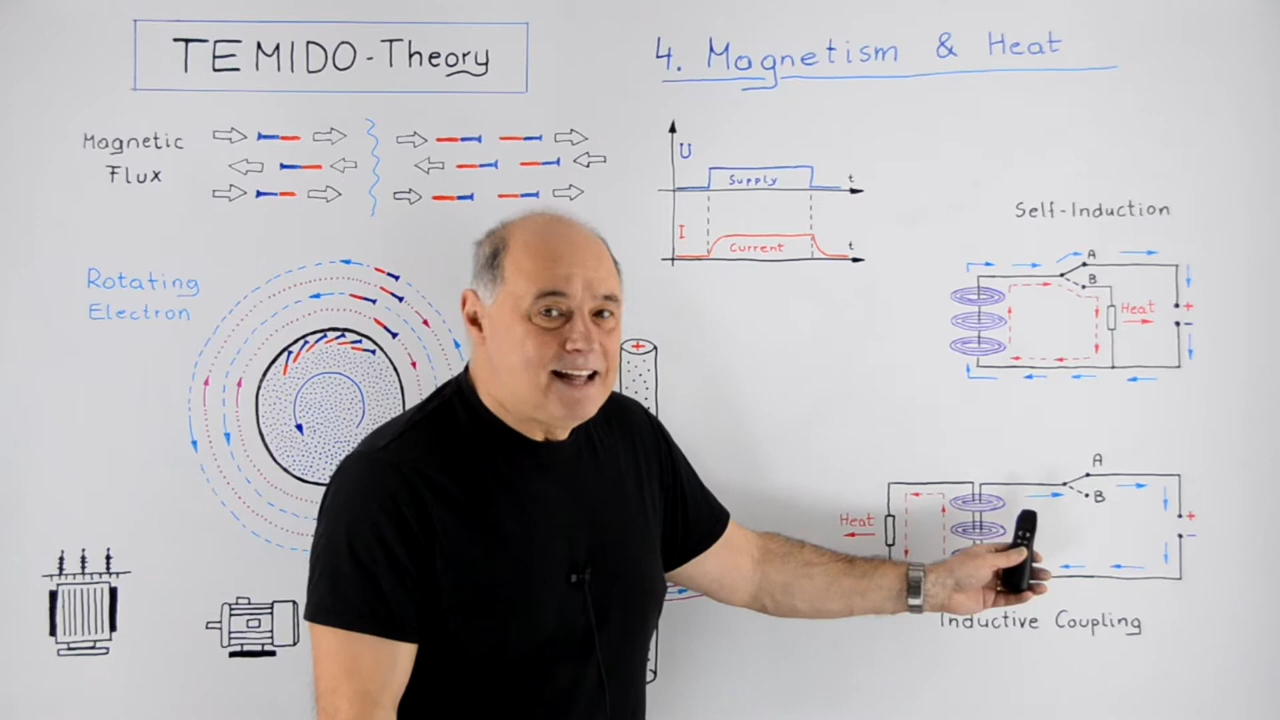 TEMIDO-Theory
4. Magnetism & Heat
Magnetic
Flux
U
Supply
t
I
Current
t
Self-Induction
A
B
Heat
+
-
Rotating
Electron
+
A
B
Heat
+
-
Inductive Coupling